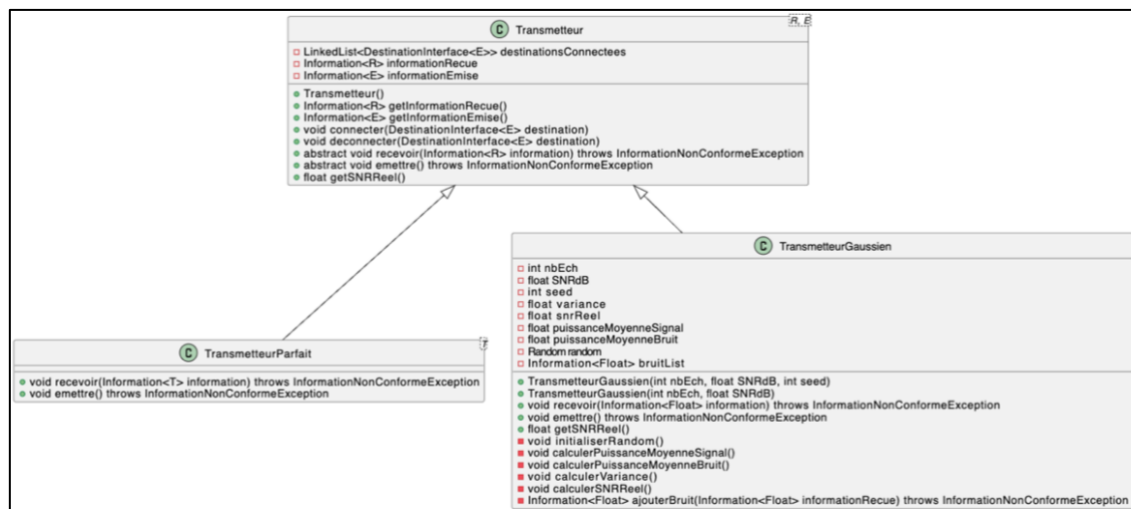 C Transmetteur
R, E
LinkedList<DestinationInterface<E>> destinationsConnectees
Information<R> informationRecue
Information<E> informationEmise
Transmetteur()
Information<R> getInformationRecue()
Information<E> getInformationEmise()
void connecter(DestinationInterface<E> destination)
void deconnecter(DestinationInterface<E> destination)
abstract void recevoir(Information<R> information) throws InformationNonConformeException
abstract void emettre() throws InformationNonConformeException
float getSNRReel()
C TransmetteurParfait
T
void recevoir(Information<T> information) throws InformationNonConformeException
void emettre() throws InformationNonConformeException
C TransmetteurGaussien
int nbEch
float SNRdB
int seed
float variance
float snrReel
float puissanceMoyenneSignal
float puissanceMoyenneBruit
Random random
Information<Float> bruitList
TransmetteurGaussien(int nbEch, float SNRdB, int seed)
TransmetteurGaussien(int nbEch, float SNRdB)
void recevoir(Information<Float> information) throws InformationNonConformeException
void emettre() throws InformationNonConformeException
float getSNRReel()
void initialiserRandom()
void calculerPuissanceMoyenneSignal()
void calculerPuissanceMoyenneBruit()
void calculerVariance()
void calculerSNRReel()
Information<Float> ajouterBruit(Information<Float> informationRecue) throws InformationNonConformeException